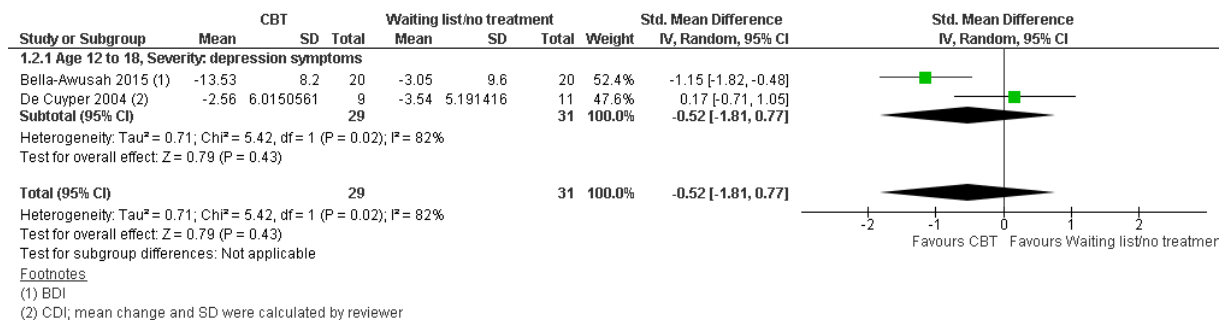 CBT Waiting list/no treatment Std. Mean Difference Std. Mean Difference
Study or Subgroup Mean SD Total Mean SD Total Weight IV, Random, 95% CI IV, Random, 95% CI
1.2.1 Age 12 to 18, Severity: depression symptoms
Bella-Awusah 2015 (1) -13.53 8.2 20 -3.05 9.6 20 52.4% -1.15 [-1.82, -0.48]
De Cuyper 2004 (2) -2.56 6.0150561 9 -3.54 5.191416 11 47.6% 0.17 [-0.71, 1.05]
Subtotal (95% CI) 29 31 100.0% -0.52 [-1.81, 0.77]
Heterogeneity: Tau² = 0.71; Chi² = 5.42, df = 1 (P = 0.02); I² = 82%
Test for overall effect: Z = 0.79 (P = 0.43)
Total (95% CI) 29 31 100.0% -0.52 [-1.81, 0.77]
Heterogeneity: Tau² = 0.71; Chi² = 5.42, df = 1 (P = 0.02); I² = 82%
Test for overall effect: Z = 0.79 (P = 0.43)
Test for subgroup differences: Not applicable
-2 -1 0 1 2
Favours CBT Favours Waiting list/no treatmen
Footnotes
(1) BDI
(2) CDI; mean change and SD were calculated by reviewer